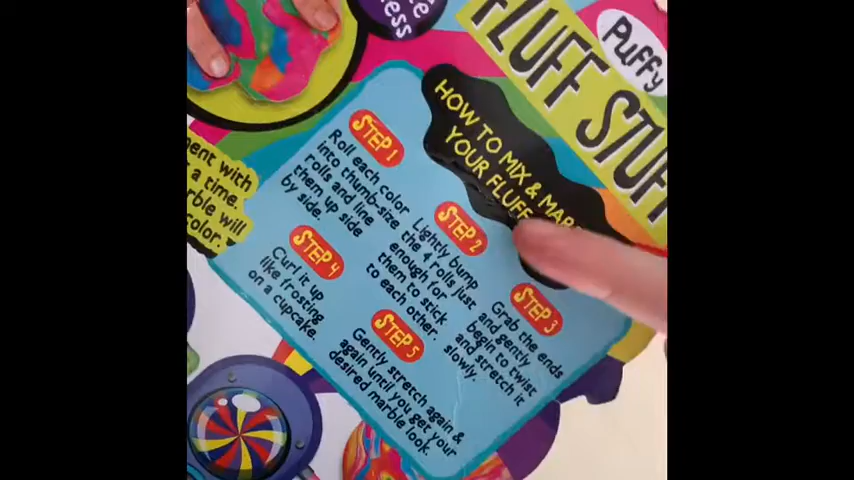 ness
Puffy
FLUFF STUFF
HOW TO MIX &
YOUR FLUFF
STEP 1
Roll each color
into thumb-size
rolls and line
them up side
by side.
STEP 2
Lightly bump
the 4 rolls just
enough for
them to stick
to each other.
STEP 3
Grab the ends
and gently
begin to twist
and stretch it
slowly.
STEP 4
Curl it up
like frosting
on a cupcake.
STEP 5
Gently stretch again &
again until you get your
desired marble look.
with
a time.
will
color.